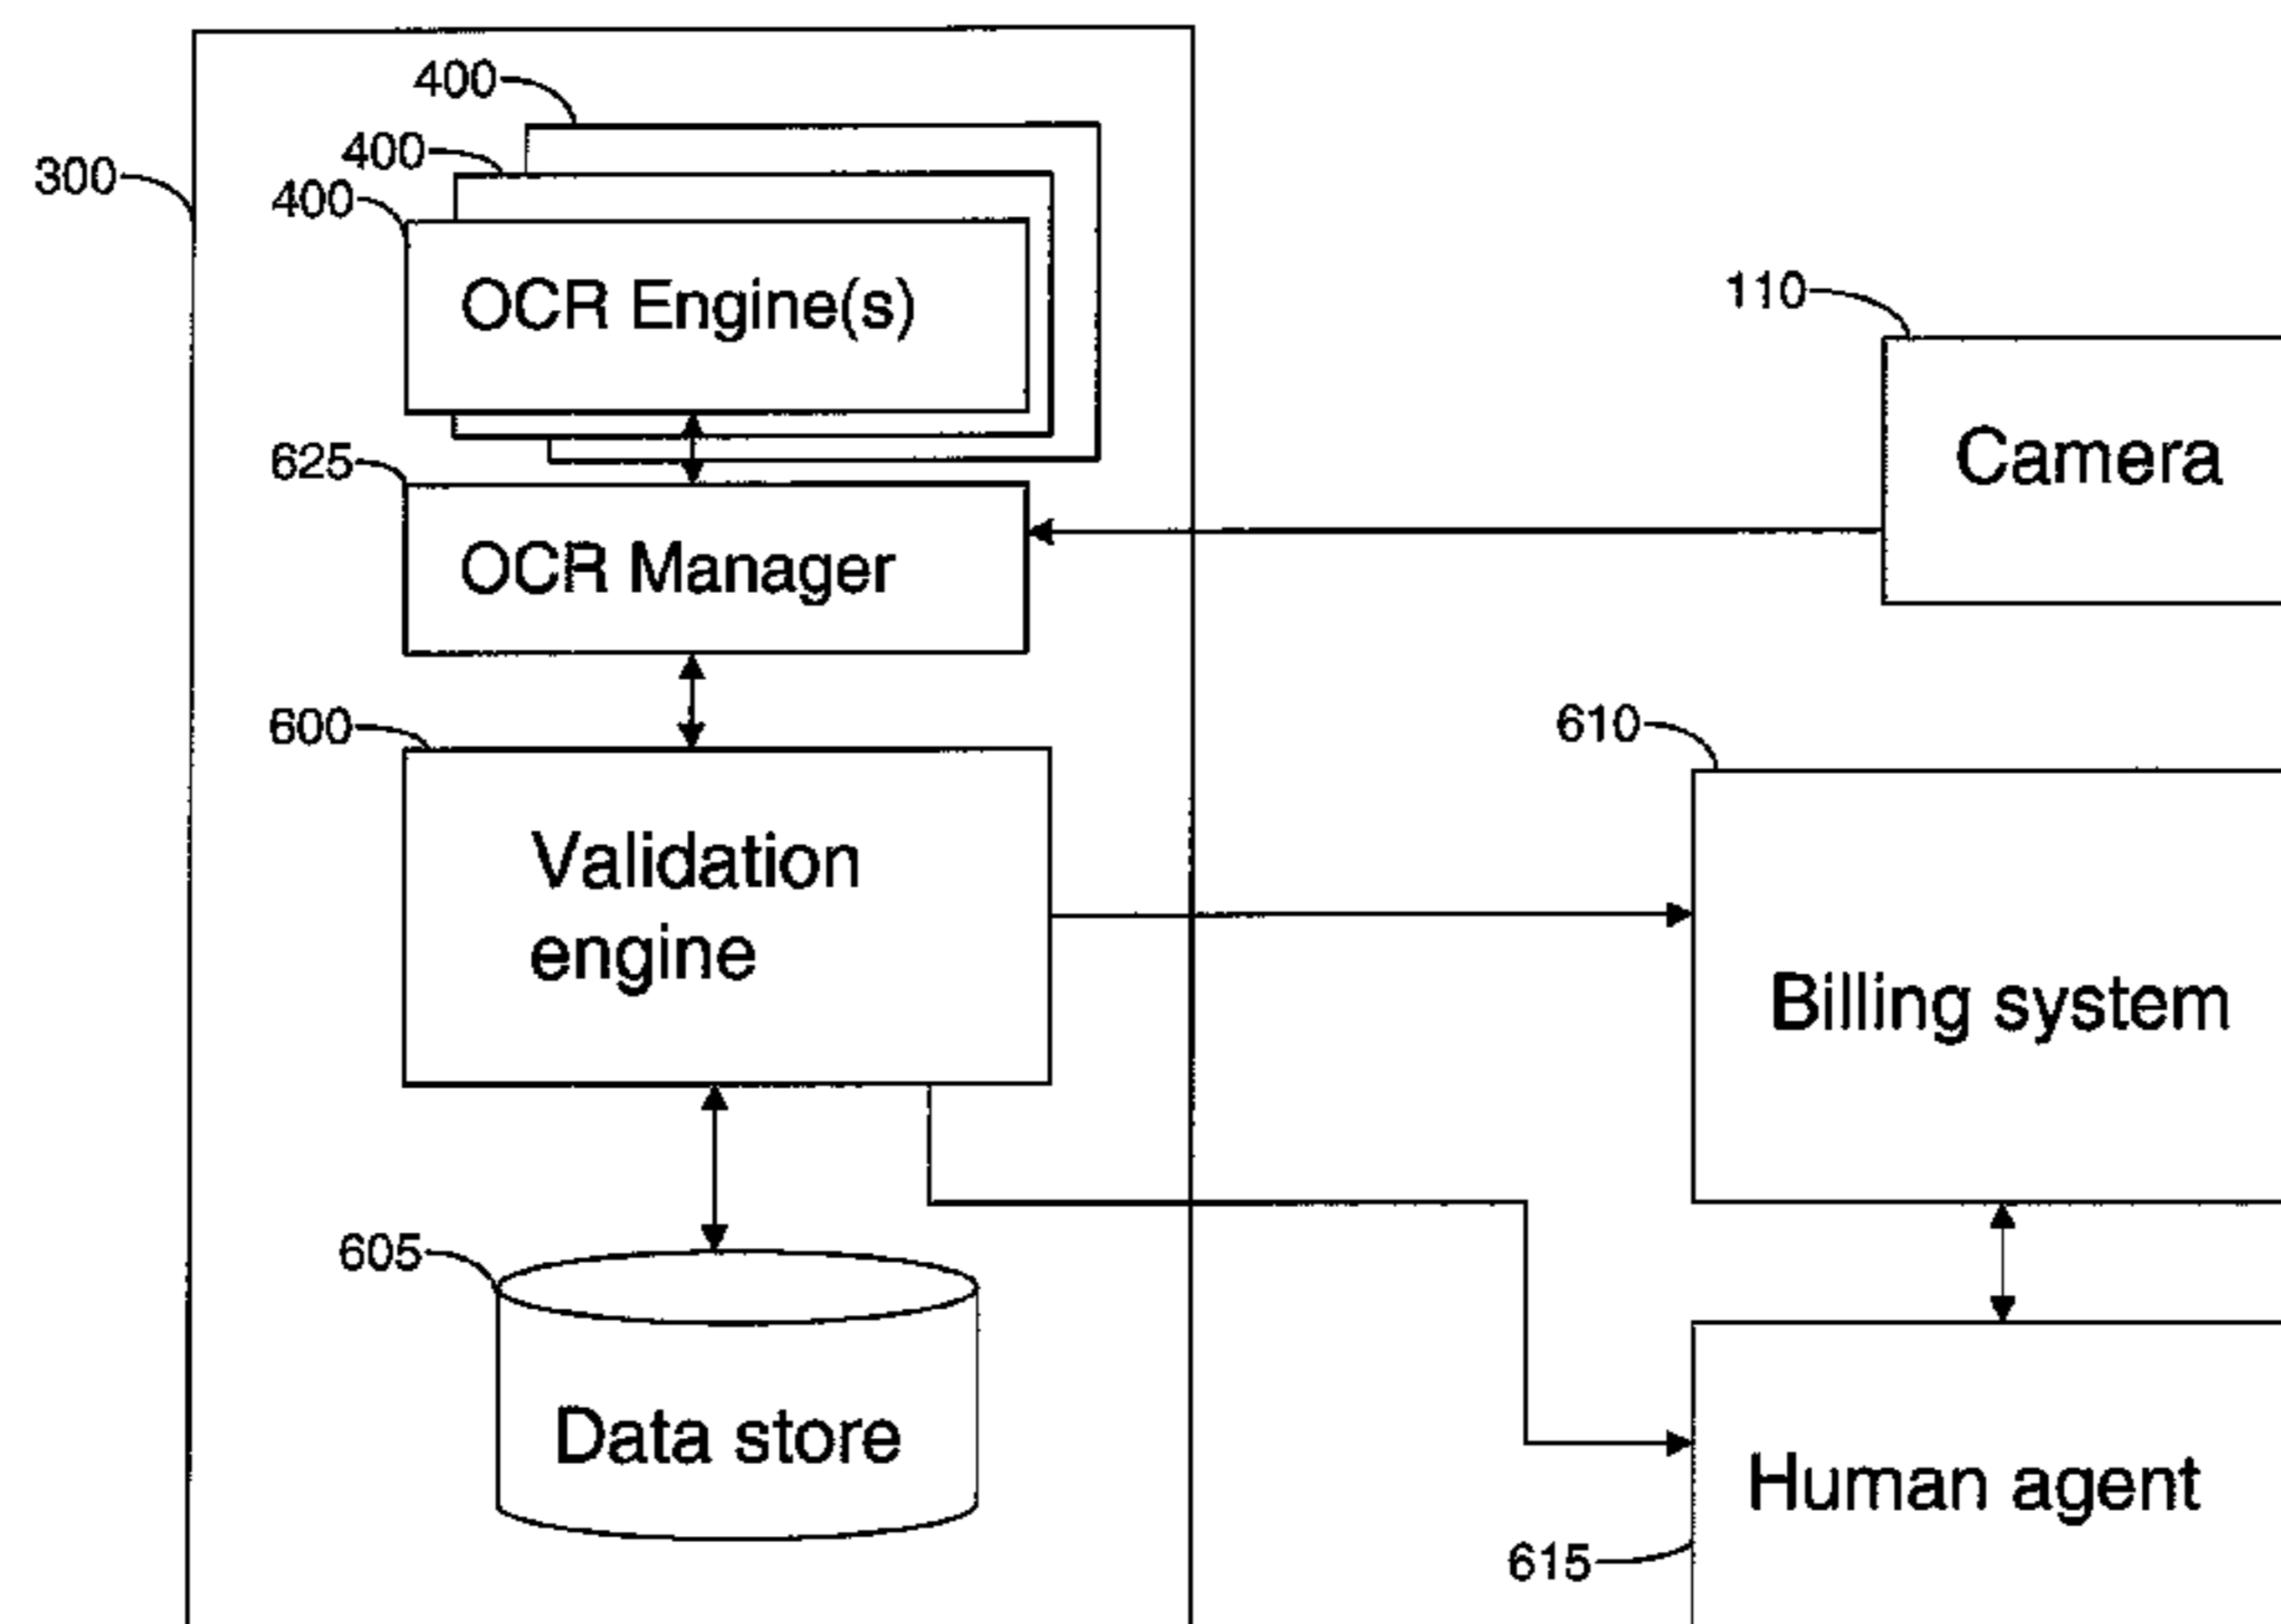 400
400
300
400
OCR Engine(s)
110
Camera
625
OCR Manager
600
610
Validation
engine
Billing system
605
Data store
Human agent
615